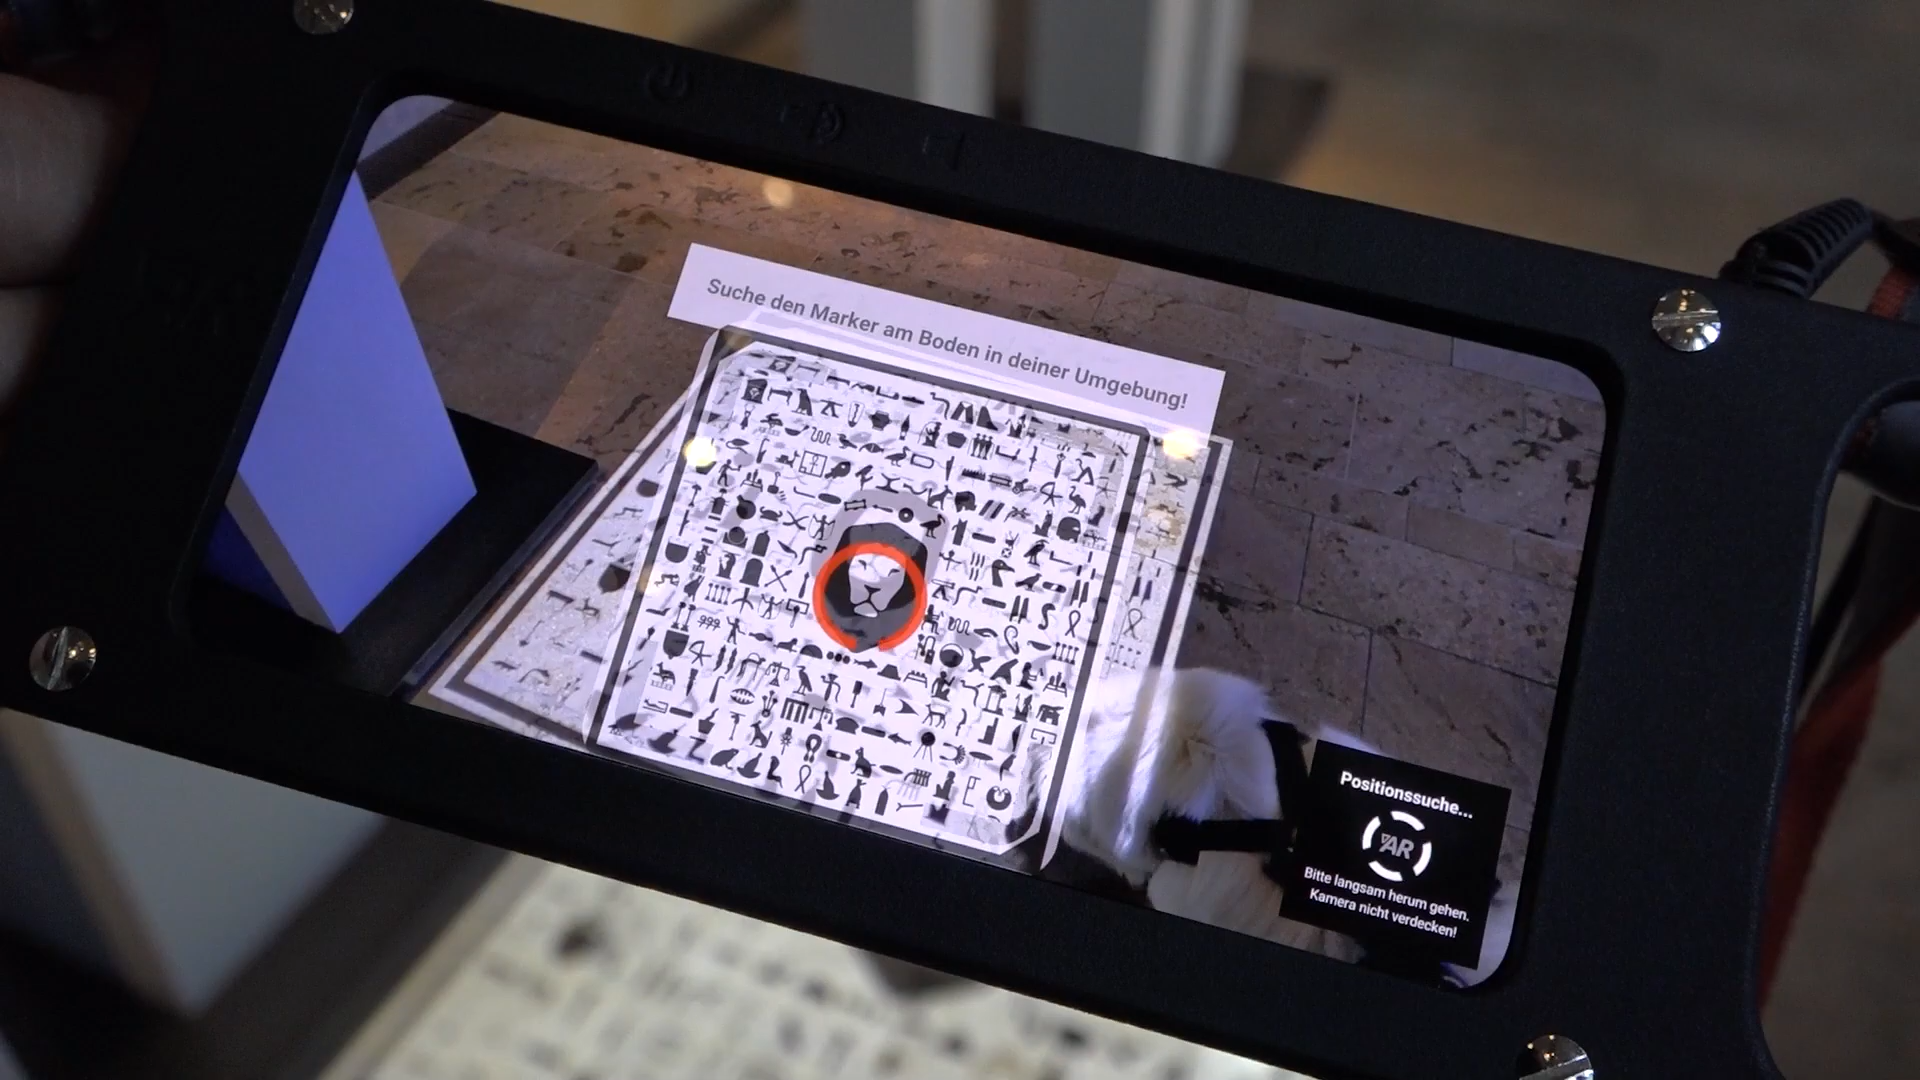 Suche den Marker am Boden in deiner Umgebung!
Positionssuche...
AR
Bitte langsam herum gehen.
Kamera nicht verdecken!